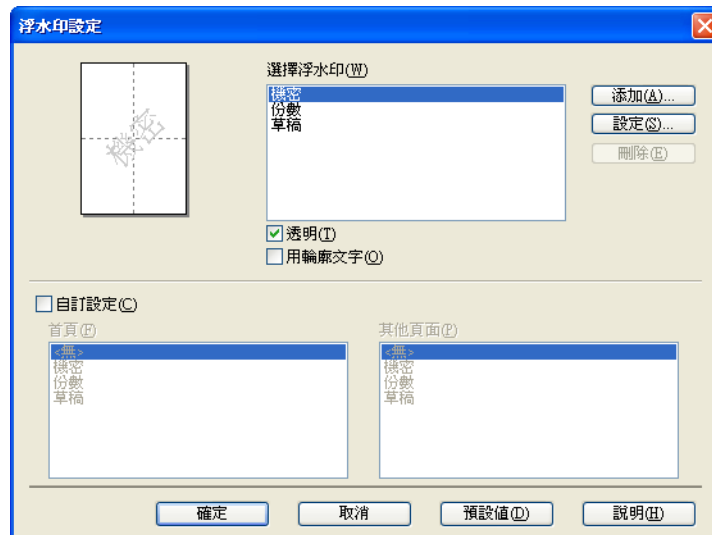 浮水印設定
選擇浮水印(W)
機密
份數
草稿
添加(A)...
設定(S)...
刪除(E)
機密
透明(T)
用輪廓文字(O)
自訂設定(C)
首頁(F)
<無>
機密
份數
草稿
其他頁面(P)
<無>
機密
份數
草稿
確定
取消
預設值(D)
說明(H)